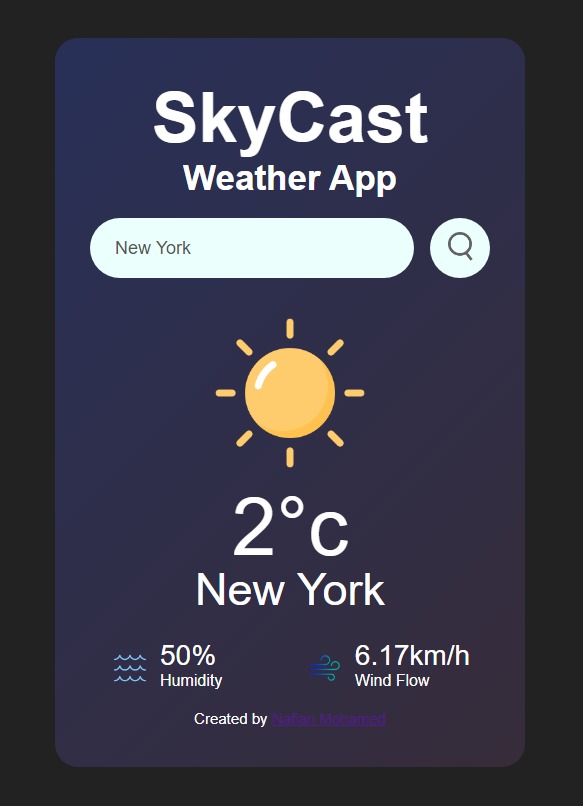 SkyCast
Weather App
New York
2°c
New York
50%
Humidity
6.17km/h
Wind Flow
Created by Nafian Mohamed